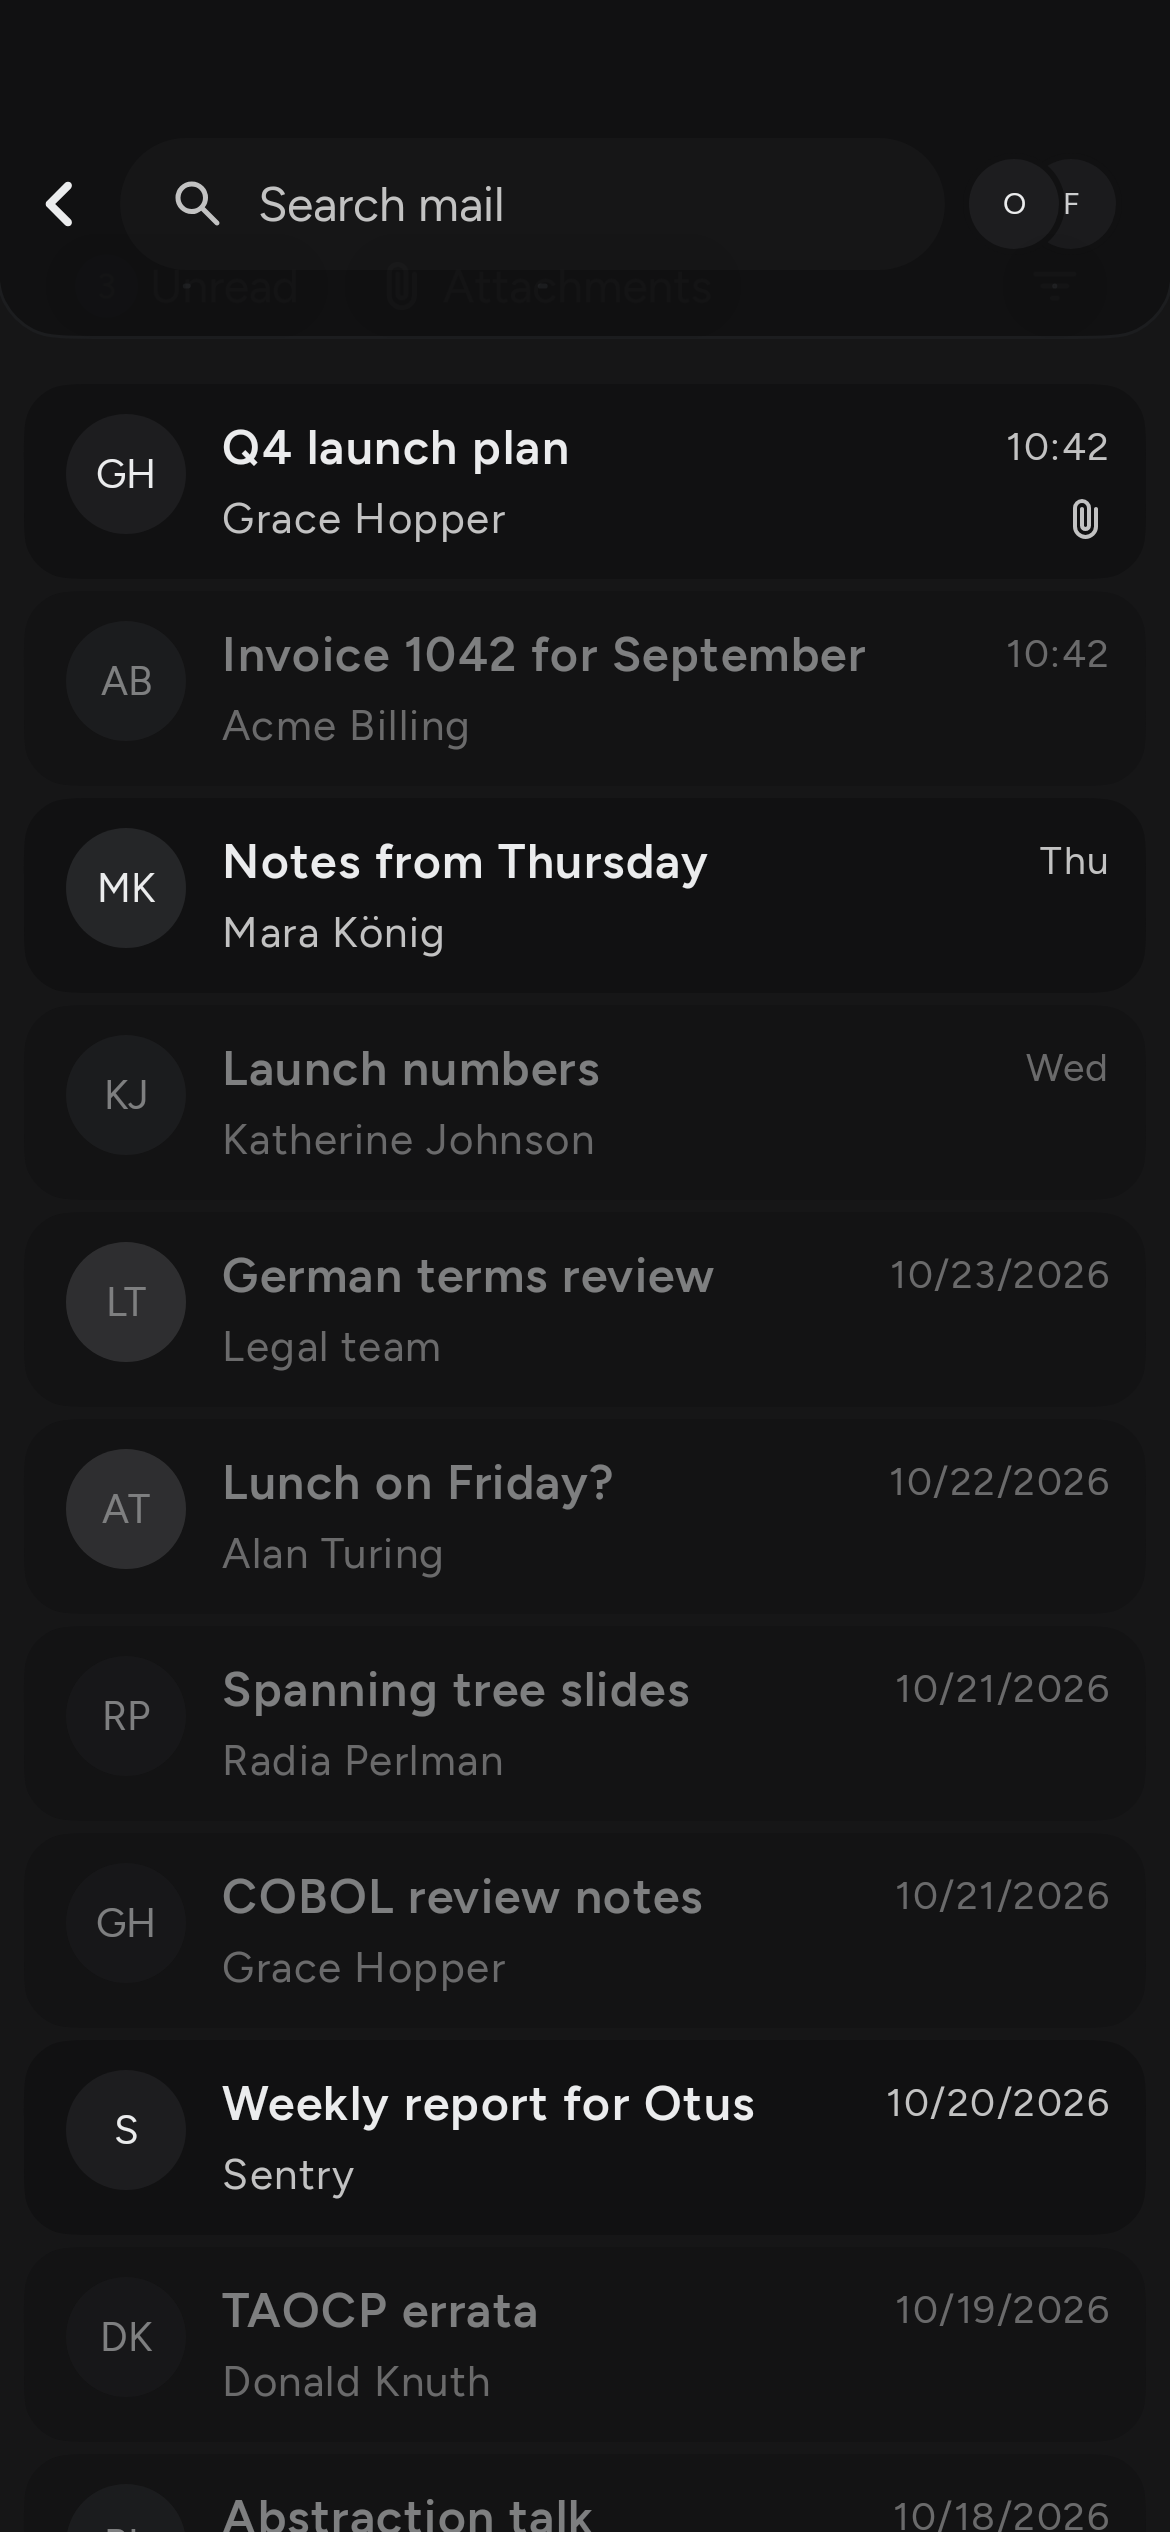 Search mail
O
F
3 Unread
Attachments
GH
Q4 launch plan
10:42
Grace Hopper
AB
Invoice 1042 for September
10:42
Acme Billing
MK
Notes from Thursday
Thu
Mara König
KJ
Launch numbers
Wed
Katherine Johnson
LT
German terms review
10/23/2026
Legal team
AT
Lunch on Friday?
10/22/2026
Alan Turing
RP
Spanning tree slides
10/21/2026
Radia Perlman
GH
COBOL review notes
10/21/2026
Grace Hopper
S
Weekly report for Otus
10/20/2026
Sentry
DK
TAOCP errata
10/19/2026
Donald Knuth
Abstraction talk
10/18/2026